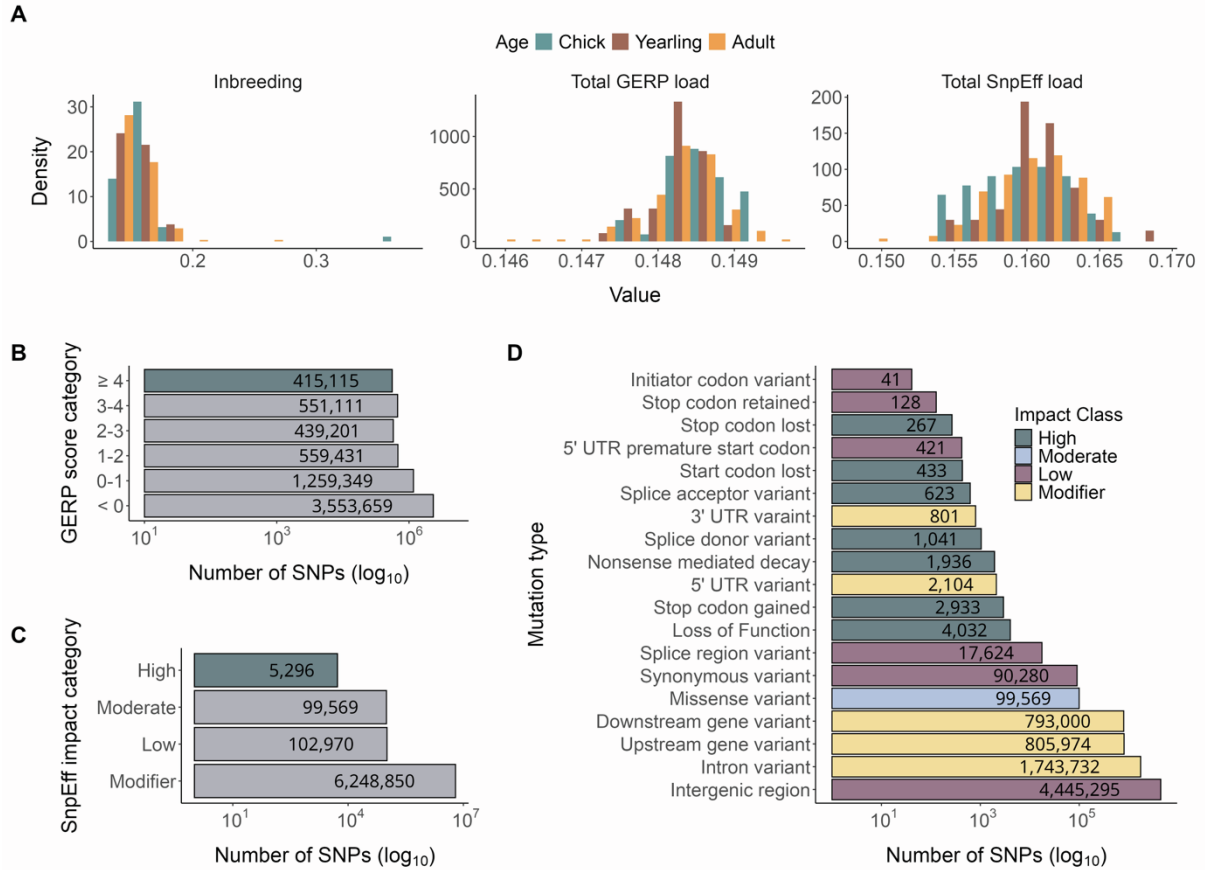 A
Age Chick Yearling Adult
Inbreeding Total GERP load Total SnpEff load
Density
30
20
10
0
0.2 0.3
1000
500
0
0.146 0.147 0.148 0.149
200
150
100
50
0
0.150 0.155 0.160 0.165 0.170
Value
B
GERP score category
≥ 4 415,115
3-4 551,111
2-3 439,201
1-2 559,431
0-1 1,259,349
< 0 3,553,659
10¹ 10³ 10⁶
Number of SNPs (log₁₀)
C
SnpEff impact category
High 5,296
Moderate 99,569
Low 102,970
Modifier 6,248,850
10¹ 10⁴ 10⁷
Number of SNPs (log₁₀)
D
Mutation type
Initiator codon variant 41
Stop codon retained 128
Stop codon lost 267
5' UTR premature start codon 421
Start codon lost 433
Splice acceptor variant 623
3' UTR varaint 801
Splice donor variant 1,041
Nonsense mediated decay 1,936
5' UTR variant 2,104
Stop codon gained 2,933
Loss of Function 4,032
Splice region variant 17,624
Synonymous variant 90,280
Missense variant 99,569
Downstream gene variant 793,000
Upstream gene variant 805,974
Intron variant 1,743,732
Intergenic region 4,445,295
10¹ 10³ 10⁵
Number of SNPs (log₁₀)
Impact Class
High
Moderate
Low
Modifier